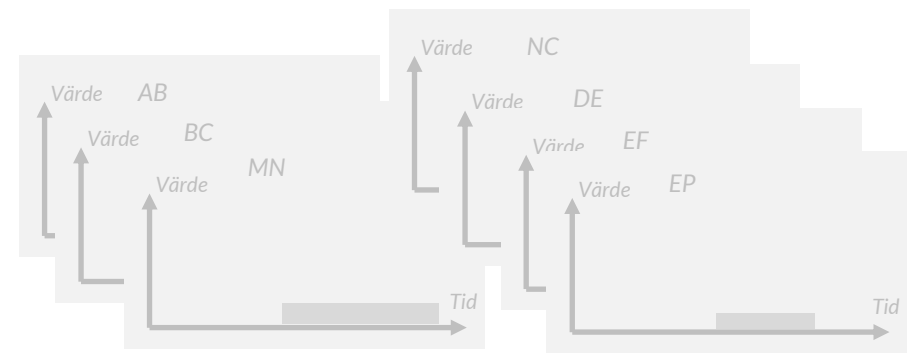 Värde AB
Värde BC
Värde MN
Tid
Värde NC
Värde DE
Värde EF
Värde EP
Tid